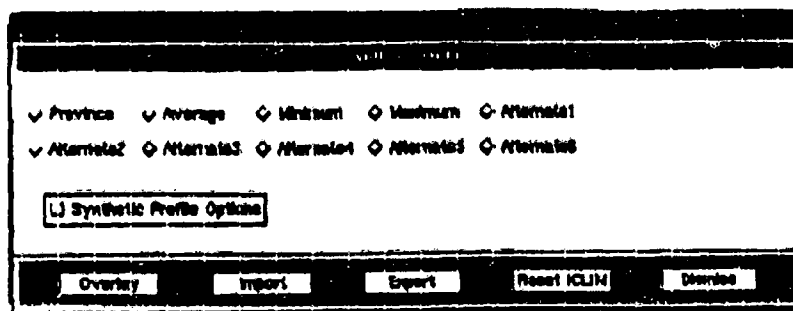 Province Average Minimum Maximum Alternate1
Alternate2 Alternate3 Alternate4 Alternate5 Alternate6
Synthetic Profile Options
Overlay Import Export Reset ICLIM Dismiss